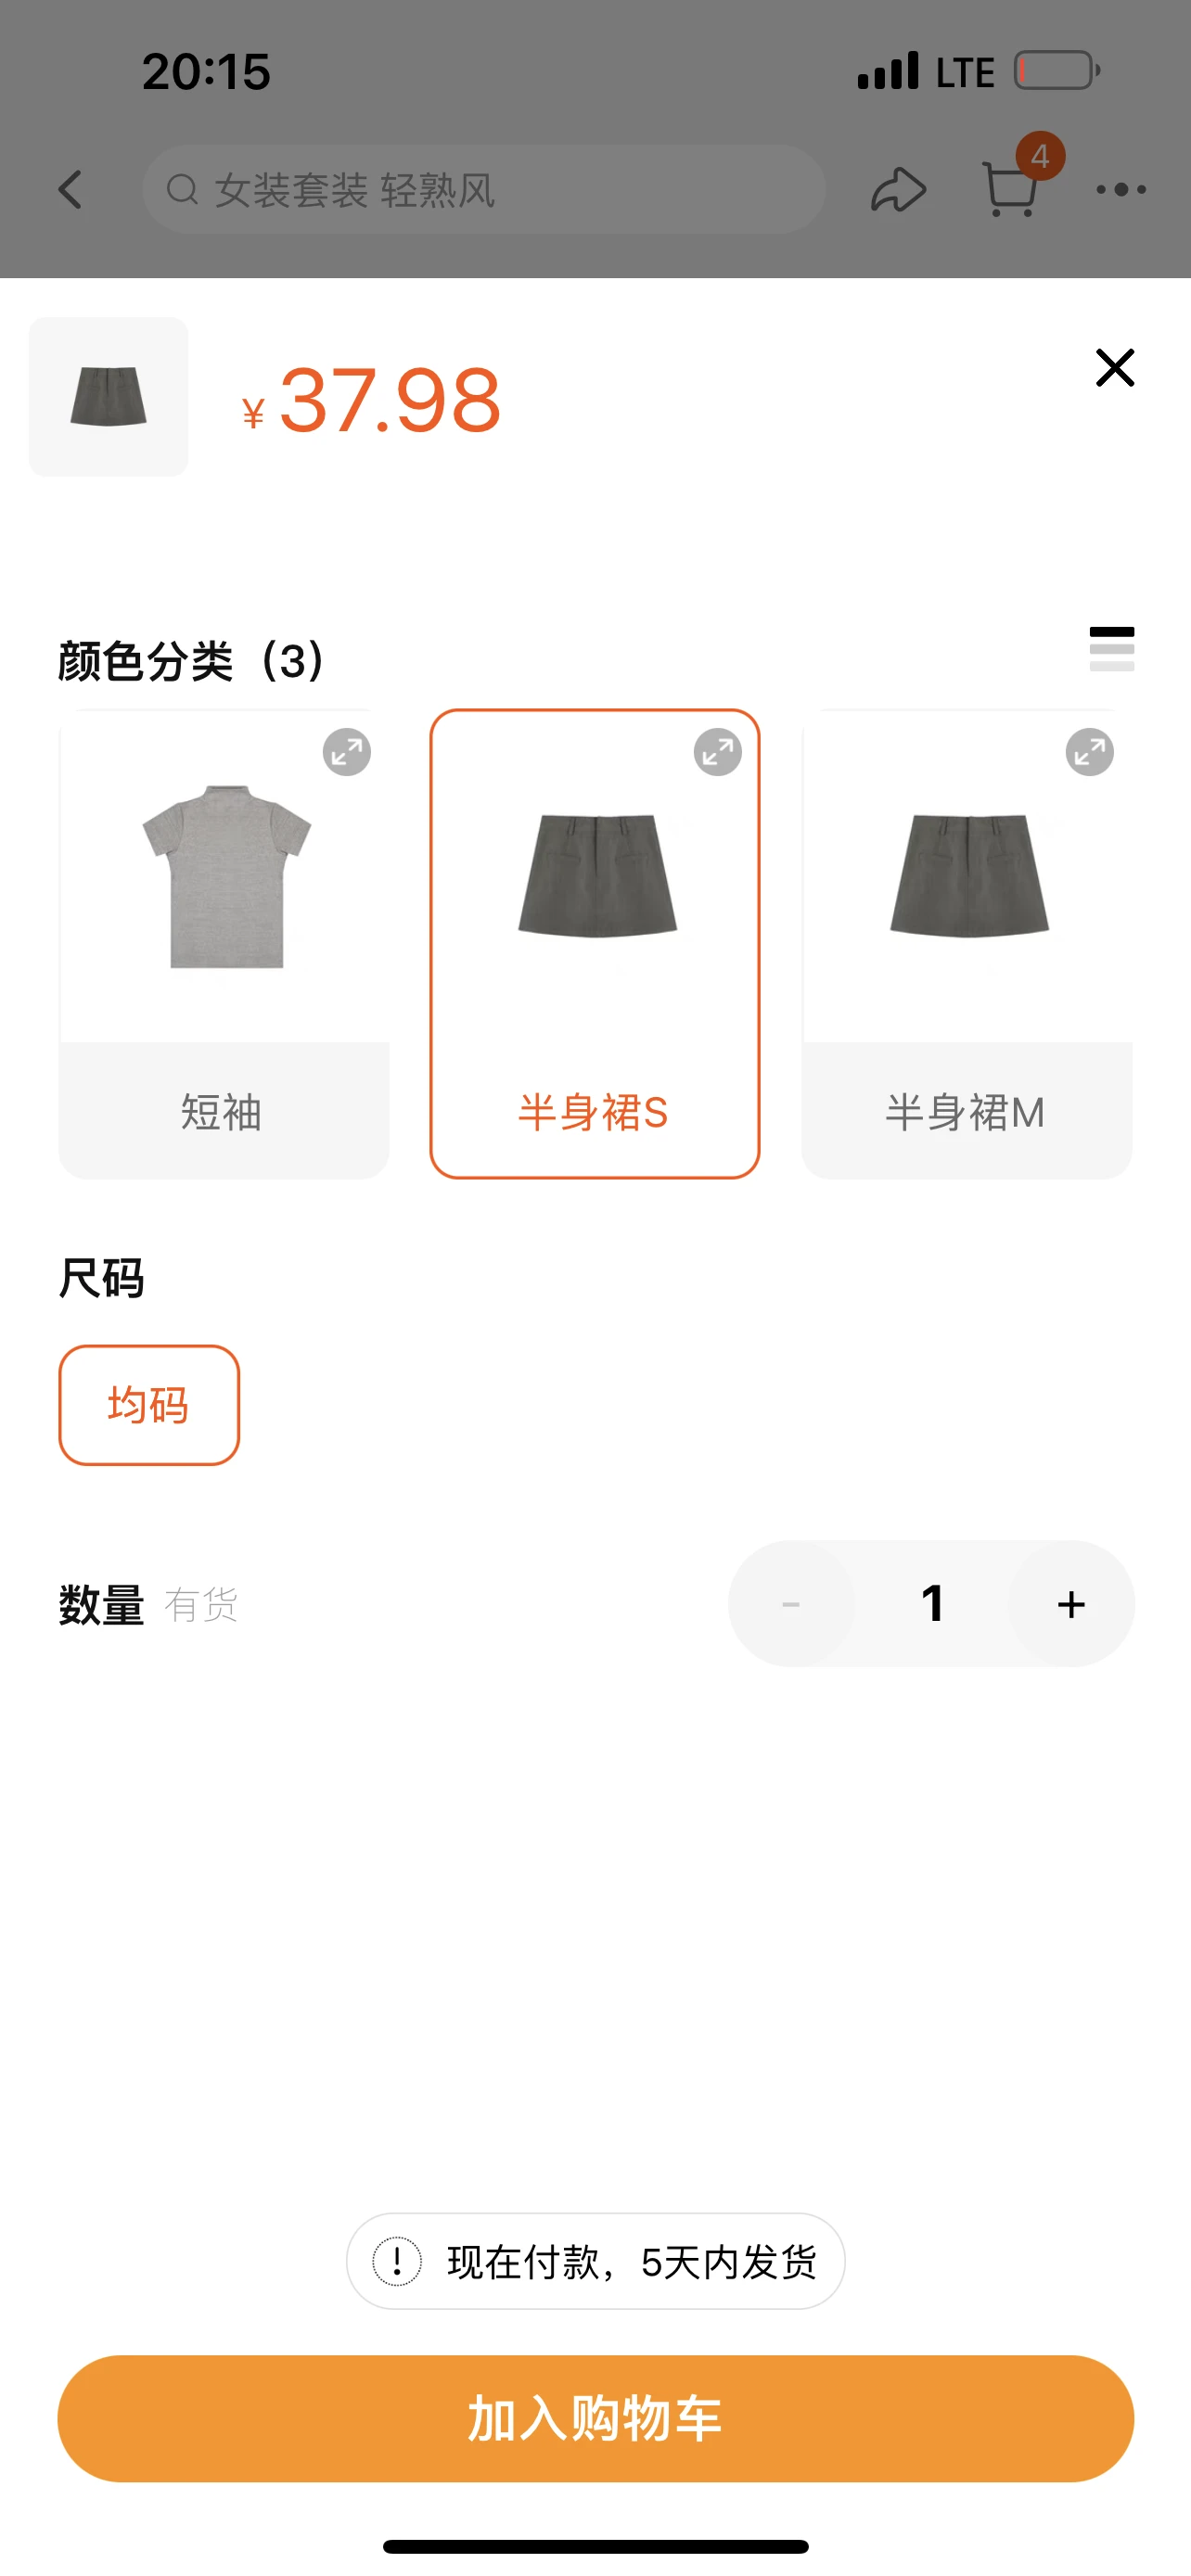 20:15 LTE
女装套装 轻熟风 4
¥37.98
颜色分类（3）
短袖 半身裙S 半身裙M
尺码
均码
数量 有货 - 1 +
! 现在付款，5天内发货
加入购物车